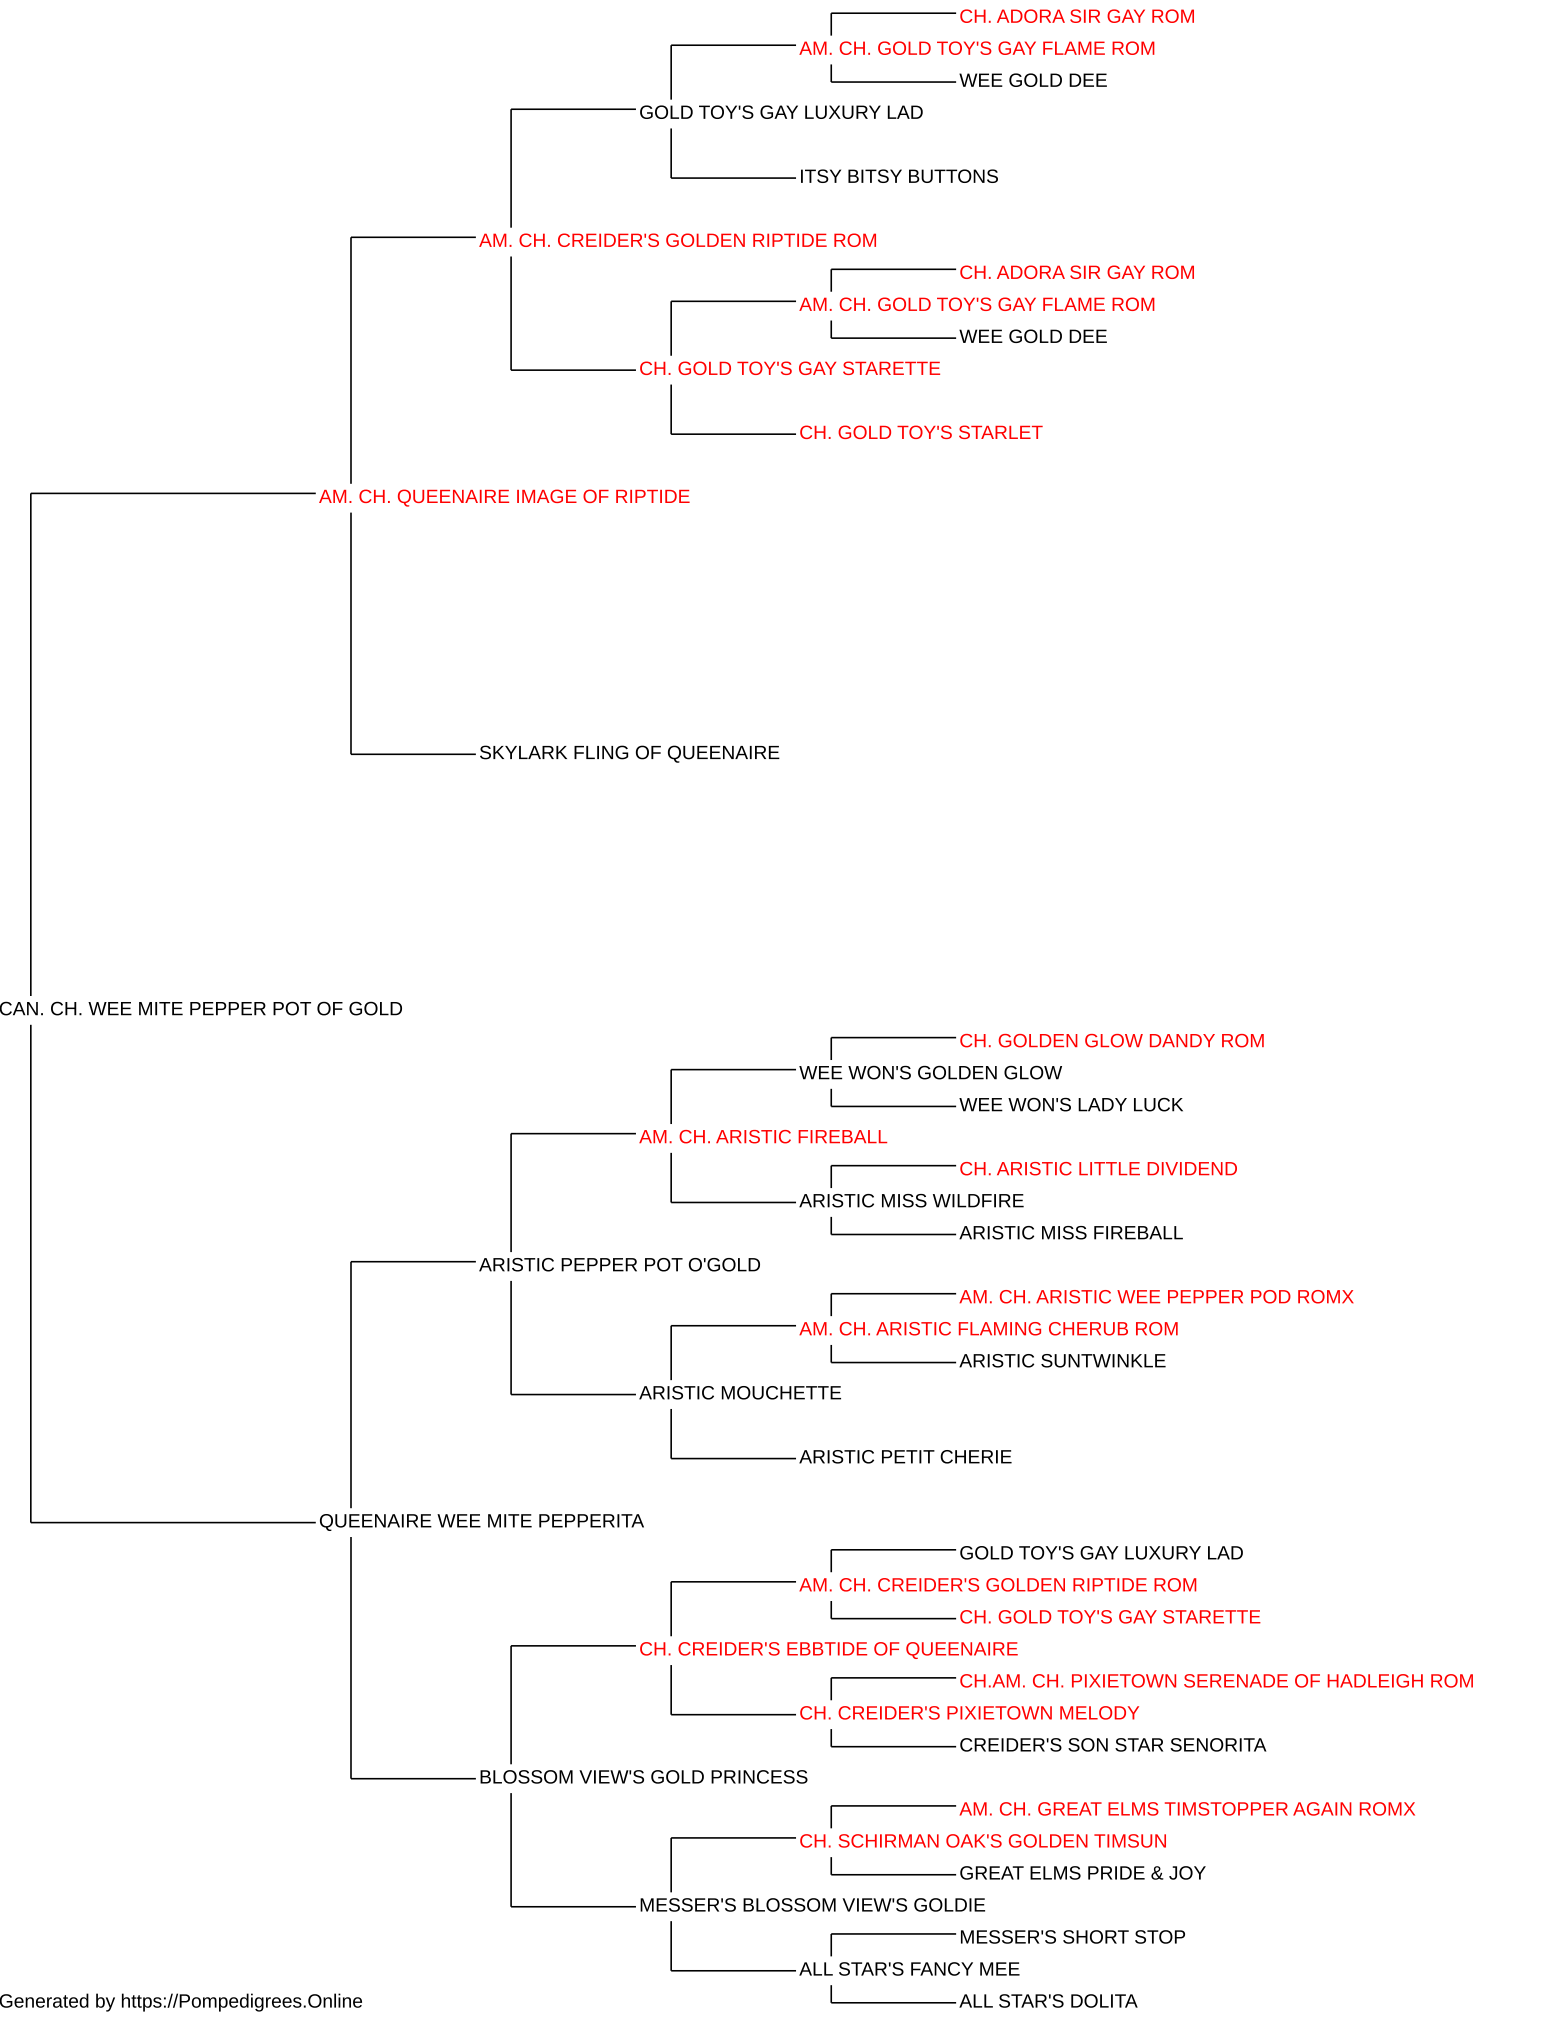 CH. ADORA SIR GAY ROM
AM. CH. GOLD TOY'S GAY FLAME ROM
WEE GOLD DEE
GOLD TOY'S GAY LUXURY LAD
ITSY BITSY BUTTONS
AM. CH. CREIDER'S GOLDEN RIPTIDE ROM
CH. ADORA SIR GAY ROM
AM. CH. GOLD TOY'S GAY FLAME ROM
WEE GOLD DEE
CH. GOLD TOY'S GAY STARETTE
CH. GOLD TOY'S STARLET
AM. CH. QUEENAIRE IMAGE OF RIPTIDE
SKYLARK FLING OF QUEENAIRE
CAN. CH. WEE MITE PEPPER POT OF GOLD
CH. GOLDEN GLOW DANDY ROM
WEE WON'S GOLDEN GLOW
WEE WON'S LADY LUCK
AM. CH. ARISTIC FIREBALL
CH. ARISTIC LITTLE DIVIDEND
ARISTIC MISS WILDFIRE
ARISTIC MISS FIREBALL
ARISTIC PEPPER POT O'GOLD
AM. CH. ARISTIC WEE PEPPER POD ROMX
AM. CH. ARISTIC FLAMING CHERUB ROM
ARISTIC SUNTWINKLE
ARISTIC MOUCHETTE
ARISTIC PETIT CHERIE
QUEENAIRE WEE MITE PEPPERITA
GOLD TOY'S GAY LUXURY LAD
AM. CH. CREIDER'S GOLDEN RIPTIDE ROM
CH. GOLD TOY'S GAY STARETTE
CH. CREIDER'S EBBTIDE OF QUEENAIRE
CH.AM. CH. PIXIETOWN SERENADE OF HADLEIGH ROM
CH. CREIDER'S PIXIETOWN MELODY
CREIDER'S SON STAR SENORITA
BLOSSOM VIEW'S GOLD PRINCESS
AM. CH. GREAT ELMS TIMSTOPPER AGAIN ROMX
CH. SCHIRMAN OAK'S GOLDEN TIMSUN
GREAT ELMS PRIDE & JOY
MESSER'S BLOSSOM VIEW'S GOLDIE
MESSER'S SHORT STOP
ALL STAR'S FANCY MEE
ALL STAR'S DOLITA
Generated by https://Pompedigrees.Online